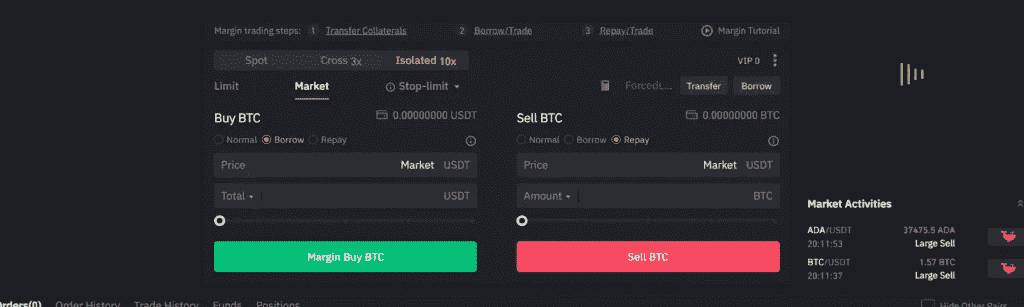 Margin trading steps: 1 Transfer Collaterals 2 Borrow/Trade 3 Repay/Trade Margin Tutorial
Spot Cross 3x Isolated 10x VIP 0
Limit Market Stop-limit Transfer Borrow
Buy BTC 0.00000000 USDT
Normal Borrow Repay
Price Market USDT
Total USDT
Margin Buy BTC
Sell BTC 0.00000000 BTC
Normal Borrow Repay
Price Market USDT
Amount BTC
Sell BTC
Market Activities
ADA/USDT 37475.5 ADA
20:11:53 Large Sell
BTC/USDT 1.57 BTC
20:11:37 Large Sell
Orders(0) Order History Trade History Funds Positions Hide Other Pairs